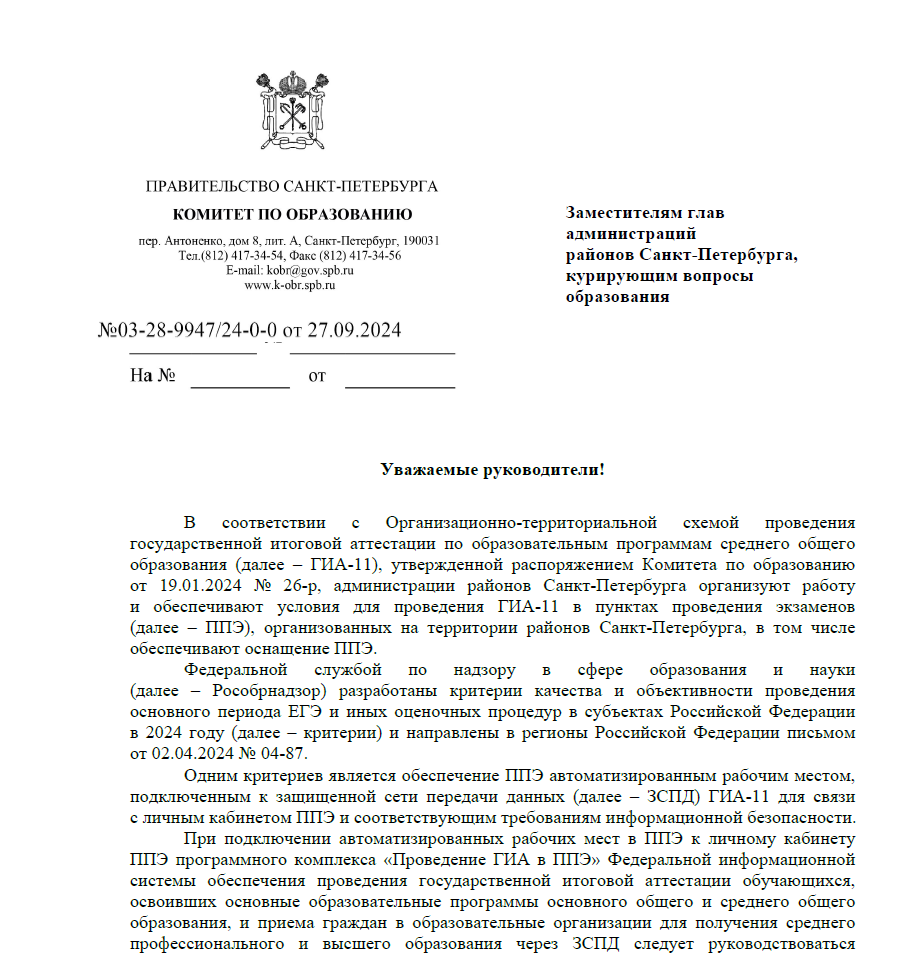 ПРАВИТЕЛЬСТВО САНКТ-ПЕТЕРБУРГА
КОМИТЕТ ПО ОБРАЗОВАНИЮ
пер. Антоненко, дом 8, лит. А, Санкт-Петербург, 190031
Тел.(812) 417-34-54, Факс (812) 417-34-56
E-mail: kobr@gov.spb.ru
www.k-obr.spb.ru
№03-28-9947/24-0-0 от 27.09.2024
На № от
Заместителям глав
администраций
районов Санкт-Петербурга,
курирующим вопросы
образования
Уважаемые руководители!
В соответствии с Организационно-территориальной схемой проведения
государственной итоговой аттестации по образовательным программам среднего общего
образования (далее – ГИА-11), утвержденной распоряжением Комитета по образованию
от 19.01.2024 № 26-р, администрации районов Санкт-Петербурга организуют работу
и обеспечивают условия для проведения ГИА-11 в пунктах проведения экзаменов
(далее – ППЭ), организованных на территории районов Санкт-Петербурга, в том числе
обеспечивают оснащение ППЭ.
Федеральной службой по надзору в сфере образования и науки
(далее – Рособрнадзор) разработаны критерии качества и объективности проведения
основного периода ЕГЭ и иных оценочных процедур в субъектах Российской Федерации
в 2024 году (далее – критерии) и направлены в регионы Российской Федерации письмом
от 02.04.2024 № 04-87.
Одним критериев является обеспечение ППЭ автоматизированным рабочим местом,
подключенным к защищенной сети передачи данных (далее – ЗСПД) ГИА-11 для связи
с личным кабинетом ППЭ и соответствующим требованиям информационной безопасности.
При подключении автоматизированных рабочих мест в ППЭ к личному кабинету
ППЭ программного комплекса «Проведение ГИА в ППЭ» Федеральной информационной
системы обеспечения проведения государственной итоговой аттестации обучающихся,
освоивших основные образовательные программы основного общего и среднего общего
образования, и приема граждан в образовательные организации для получения среднего
профессионального и высшего образования через ЗСПД следует руководствоваться